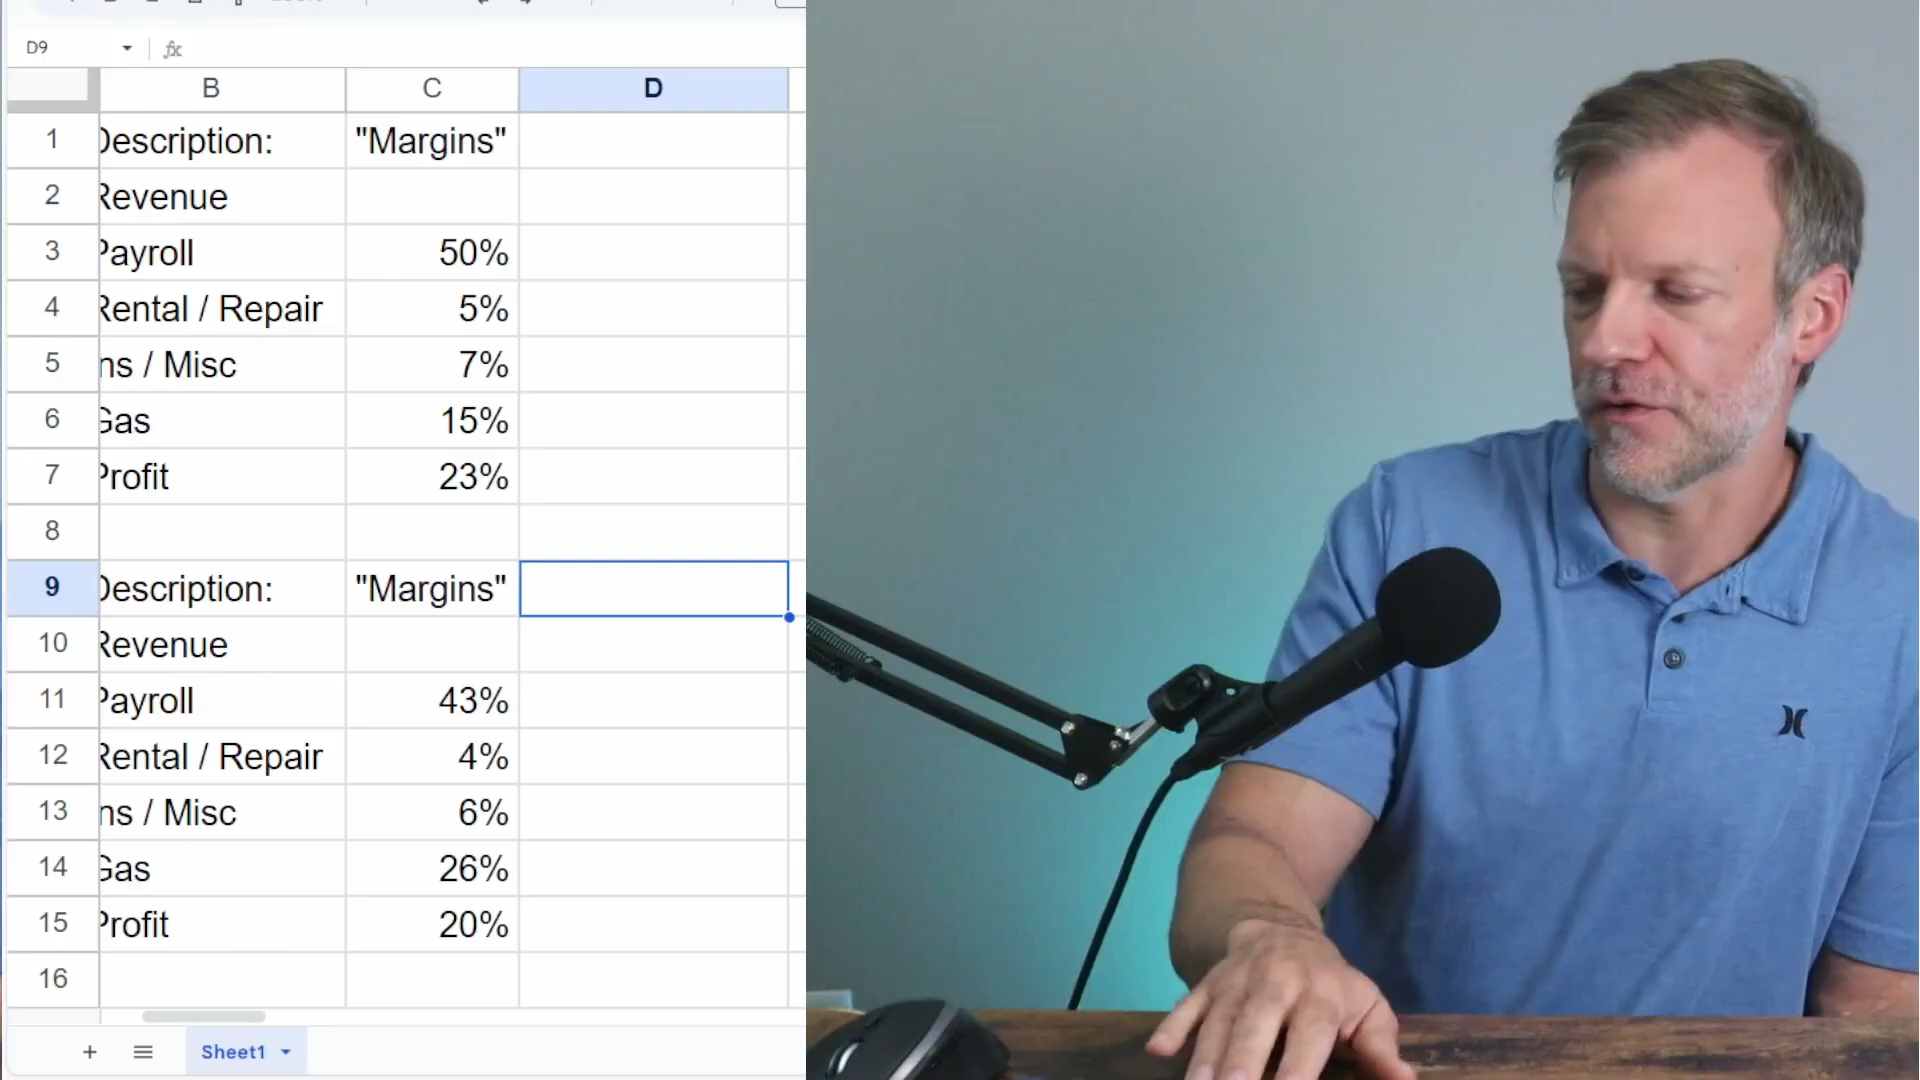 D9
fx
B C D
1 Description: "Margins"
2 Revenue
3 Payroll 50%
4 Rental / Repair 5%
5 ns / Misc 7%
6 Gas 15%
7 Profit 23%
8
9 Description: "Margins"
10 Revenue
11 Payroll 43%
12 Rental / Repair 4%
13 ns / Misc 6%
14 Gas 26%
15 Profit 20%
16
+ Sheet1